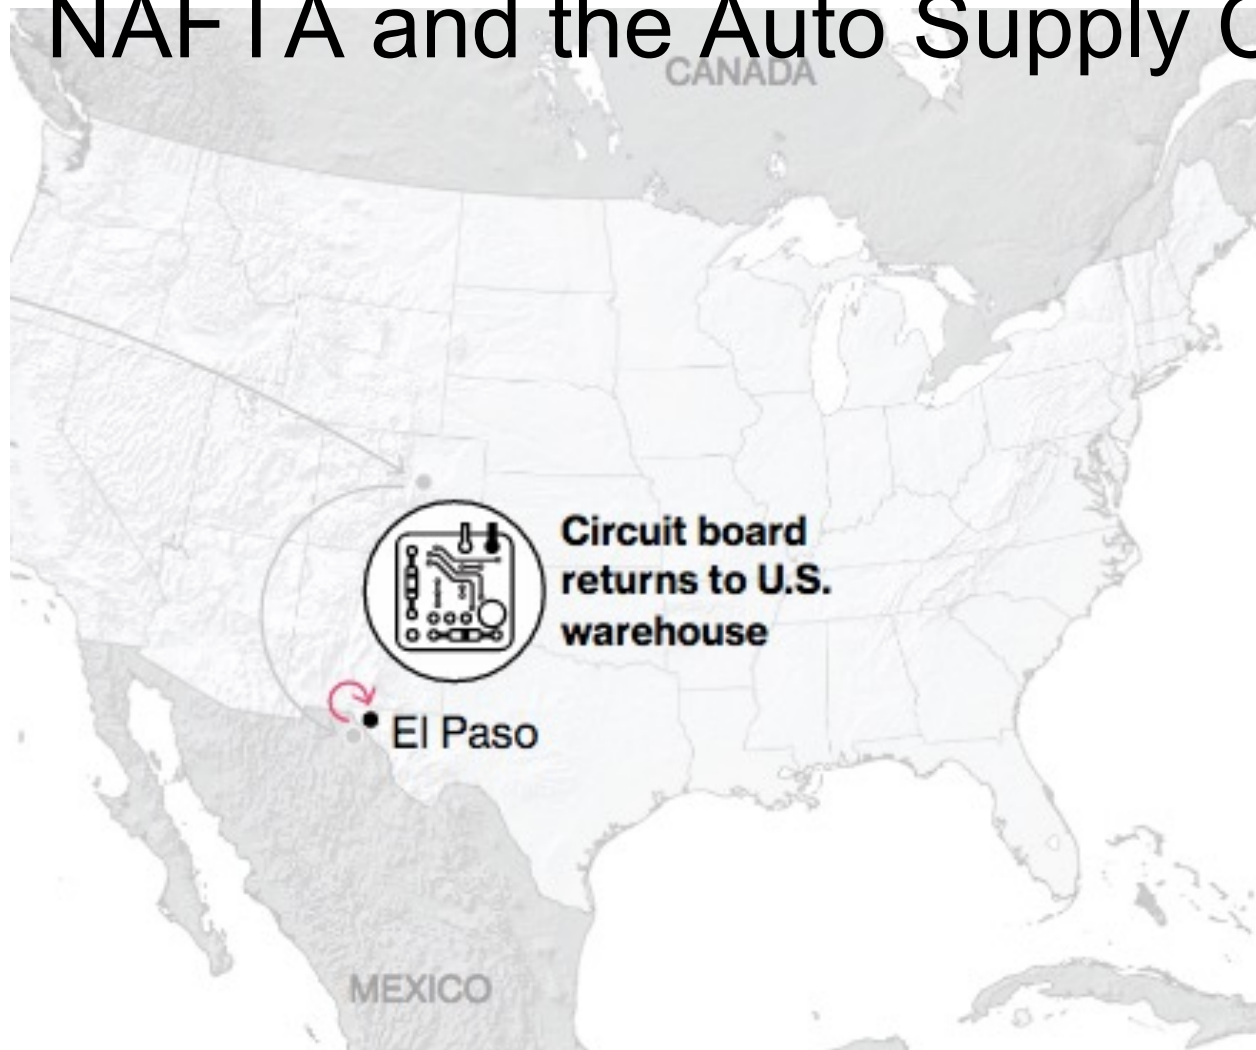 NAFTA and the Auto Supply
CANADA
Circuit board
returns to U.S.
warehouse
El Paso
MEXICO